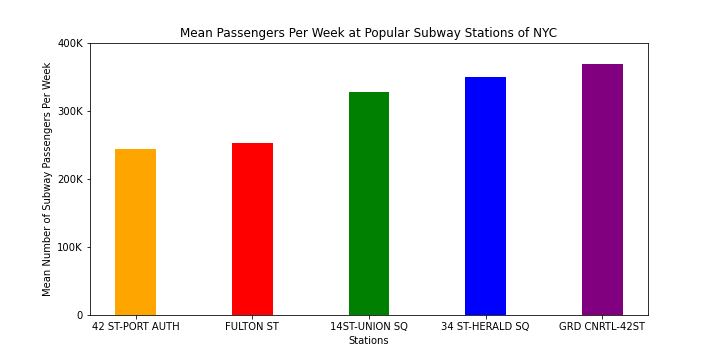 Mean Passengers Per Week at Popular Subway Stations of NYC
Mean Number of Subway Passengers Per Week
400K
300K
200K
100K
0
42 ST-PORT AUTH FULTON ST 14ST-UNION SQ 34 ST-HERALD SQ GRD CNRTL-42ST
Stations